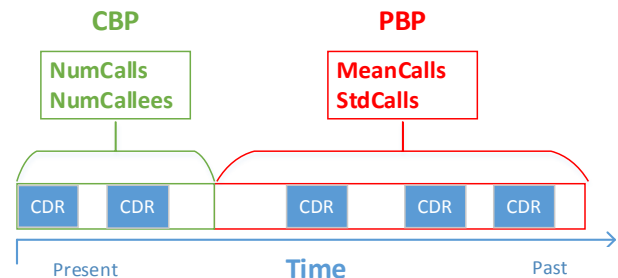 CBP PBP
NumCalls
NumCallees
MeanCalls
StdCalls
CDR CDR CDR CDR CDR
Present Time Past